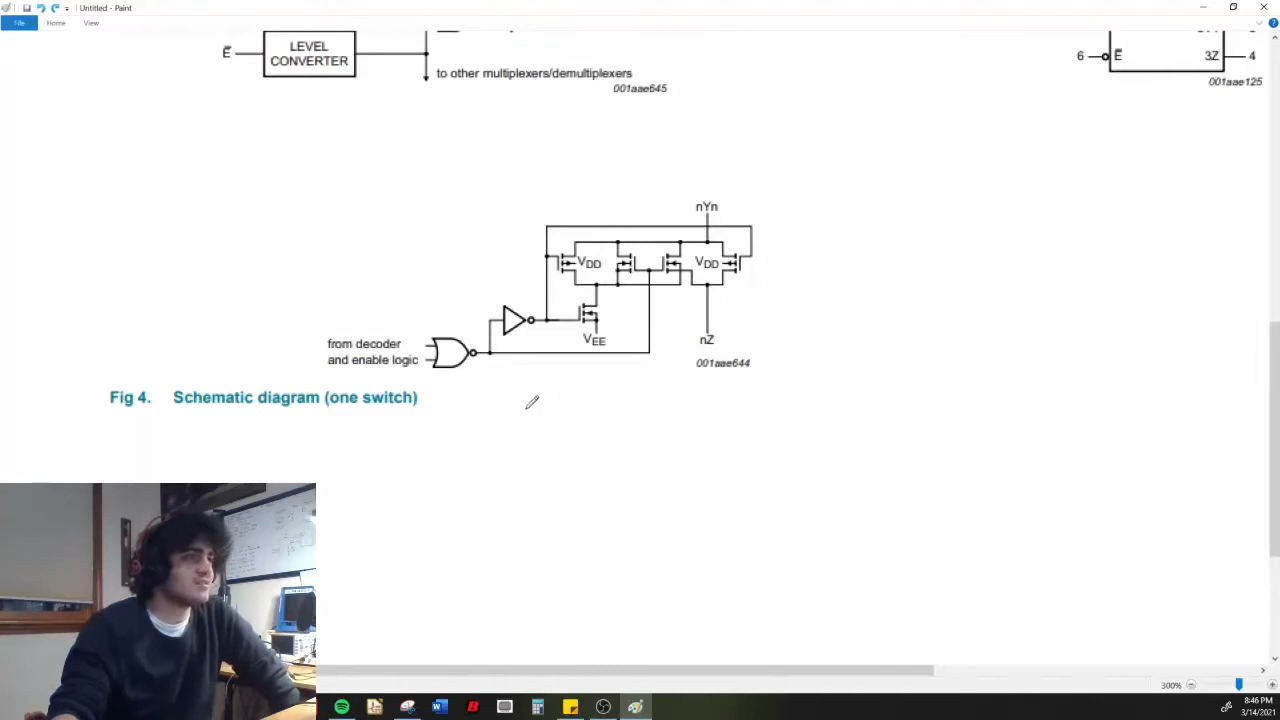 Untitled - Paint
File
Home
View
E̅
LEVEL
CONVERTER
to other multiplexers/demultiplexers
001aae645
6
E̅
3Z
4
001aae125
nYn
VDD
VDD
VEE
nZ
from decoder
and enable logic
001aae644
Fig 4. Schematic diagram (one switch)
300%
8:46 PM
3/14/2021